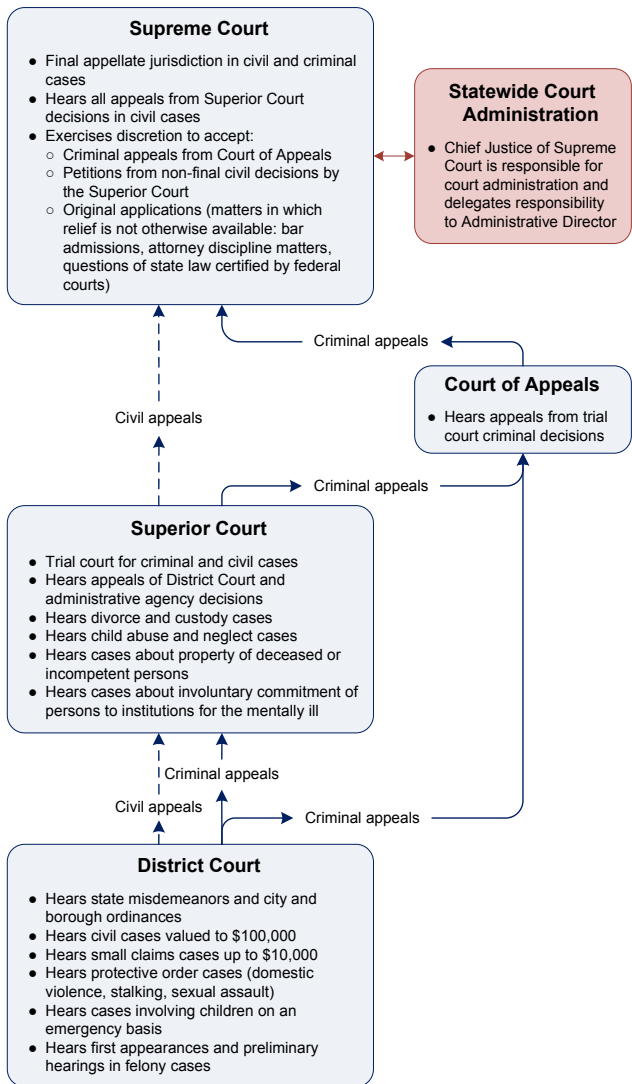 Supreme Court
● Final appellate jurisdiction in civil and criminal
cases
● Hears all appeals from Superior Court
decisions in civil cases
● Exercises discretion to accept:
○ Criminal appeals from Court of Appeals
○ Petitions from non-final civil decisions by
the Superior Court
○ Original applications (matters in which
relief is not otherwise available: bar
admissions, attorney discipline matters,
questions of state law certified by federal
courts)
Statewide Court
Administration
● Chief Justice of Supreme
Court is responsible for
court administration and
delegates responsibility
to Administrative Director
Criminal appeals
Court of Appeals
● Hears appeals from trial
court criminal decisions
Civil appeals
Criminal appeals
Superior Court
● Trial court for criminal and civil cases
● Hears appeals of District Court and
administrative agency decisions
● Hears divorce and custody cases
● Hears child abuse and neglect cases
● Hears cases about property of deceased or
incompetent persons
● Hears cases about involuntary commitment of
persons to institutions for the mentally ill
Criminal appeals
Civil appeals
Criminal appeals
District Court
● Hears state misdemeanors and city and
borough ordinances
● Hears civil cases valued to $100,000
● Hears small claims cases up to $10,000
● Hears protective order cases (domestic
violence, stalking, sexual assault)
● Hears cases involving children on an
emergency basis
● Hears first appearances and preliminary
hearings in felony cases